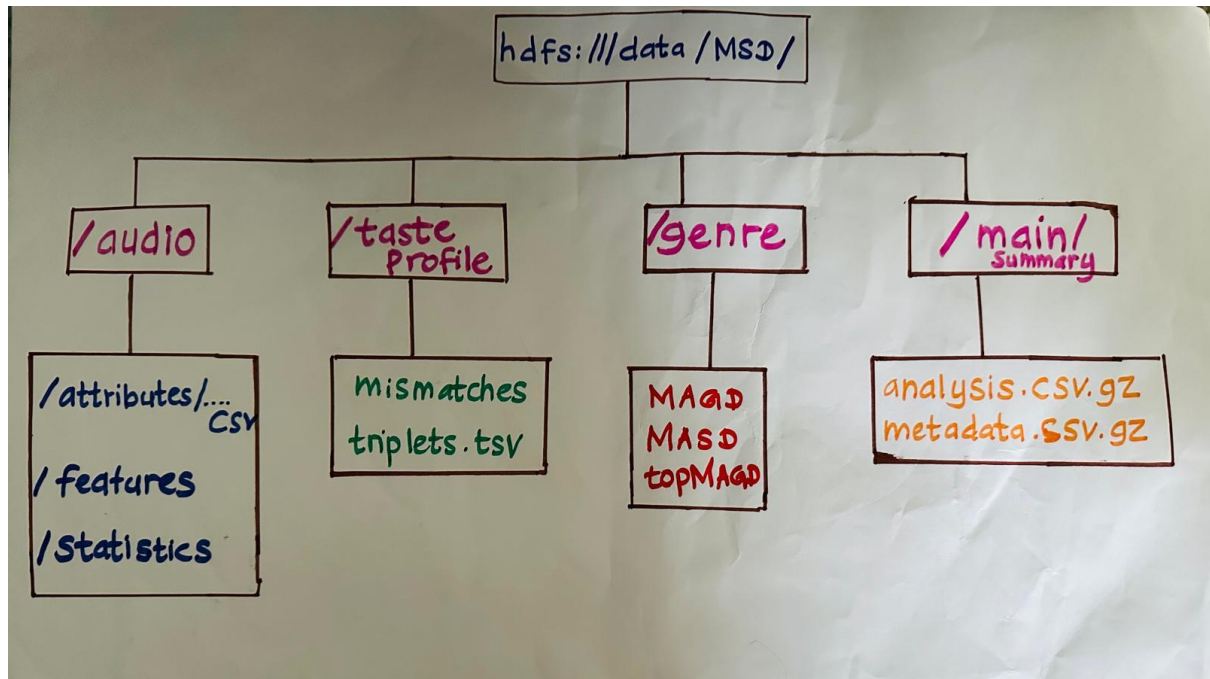 hdfs:///data/MSD/
/audio
/taste
profile
/genre
/main/
summary
/attributes/....
csv
/features
/statistics
mismatches
triplets.tsv
MAGD
MASD
topMAGD
analysis.csv.gz
metadata.ssv.gz